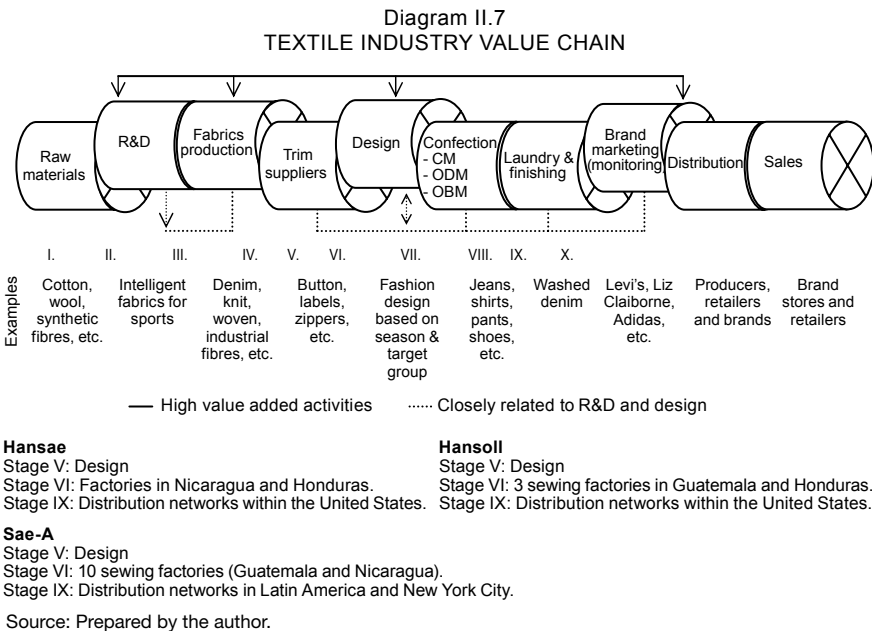 Diagram II.7
TEXTILE INDUSTRY VALUE CHAIN
Raw
materials
R&D
Fabrics
production
Trim
suppliers
Design
Confection
- CM
- ODM
- OBM
Laundry &
finishing
Brand
marketing
(monitoring)
Distribution
Sales
I. II. III. IV. V. VI. VII. VIII. IX. X.
Examples
Cotton,
wool,
synthetic
fibres, etc.
Intelligent
fabrics for
sports
Denim,
knit,
woven,
industrial
fibres, etc.
Button,
labels,
zippers,
etc.
Fashion
design
based on
season &
target
group
Jeans,
shirts,
pants,
shoes,
etc.
Washed
denim
Levi's, Liz
Claiborne,
Adidas,
etc.
Producers,
retailers
and brands
Brand
stores and
retailers
High value added activities
Closely related to R&D and design
Hansae
Stage V: Design
Stage VI: Factories in Nicaragua and Honduras.
Stage IX: Distribution networks within the United States.
Hansoll
Stage V: Design
Stage VI: 3 sewing factories in Guatemala and Honduras.
Stage IX: Distribution networks within the United States.
Sae-A
Stage V: Design
Stage VI: 10 sewing factories (Guatemala and Nicaragua).
Stage IX: Distribution networks in Latin America and New York City.
Source: Prepared by the author.